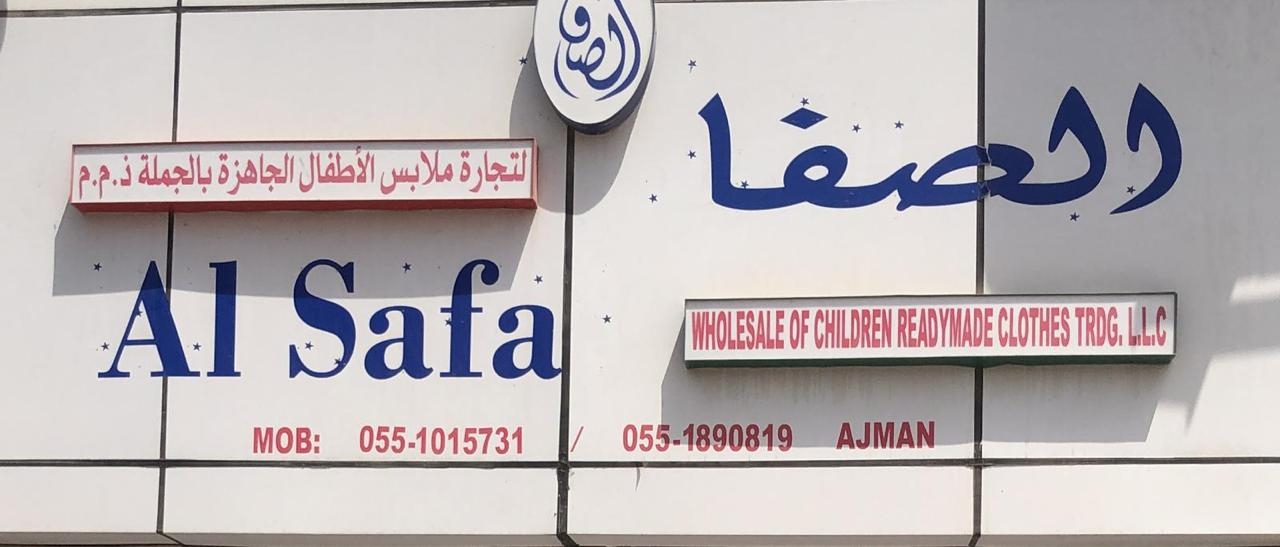 الصفا
الصفا
لتجارة ملابس الأطفال الجاهزة بالجملة ذ.م.م
Al Safa
WHOLESALE OF CHILDREN READYMADE CLOTHES TRDG. L.L.C
MOB: 055-1015731 / 055-1890819 AJMAN